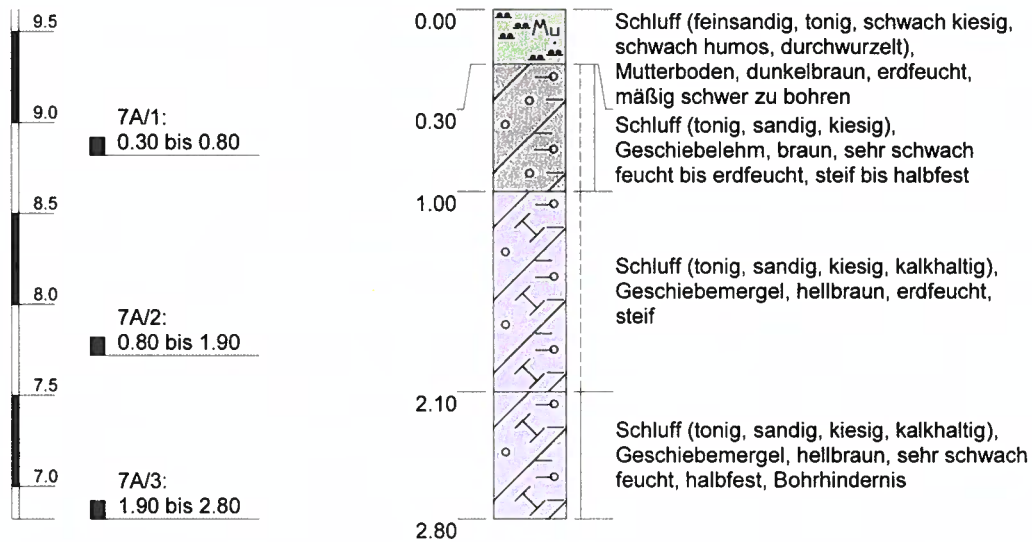 9.5
9.0
8.5
8.0
7.5
7.0
7A/1:
0.30 bis 0.80
7A/2:
0.80 bis 1.90
7A/3:
1.90 bis 2.80
0.00
0.30
1.00
2.10
2.80
Mu
Schluff (feinsandig, tonig, schwach kiesig,
schwach humos, durchwurzelt),
Mutterboden, dunkelbraun, erdfeucht,
mäßig schwer zu bohren
Schluff (tonig, sandig, kiesig),
Geschiebelehm, braun, sehr schwach
feucht bis erdfeucht, steif bis halbfest
Schluff (tonig, sandig, kiesig, kalkhaltig),
Geschiebemergel, hellbraun, erdfeucht,
steif
Schluff (tonig, sandig, kiesig, kalkhaltig),
Geschiebemergel, hellbraun, sehr schwach
feucht, halbfest, Bohrhindernis